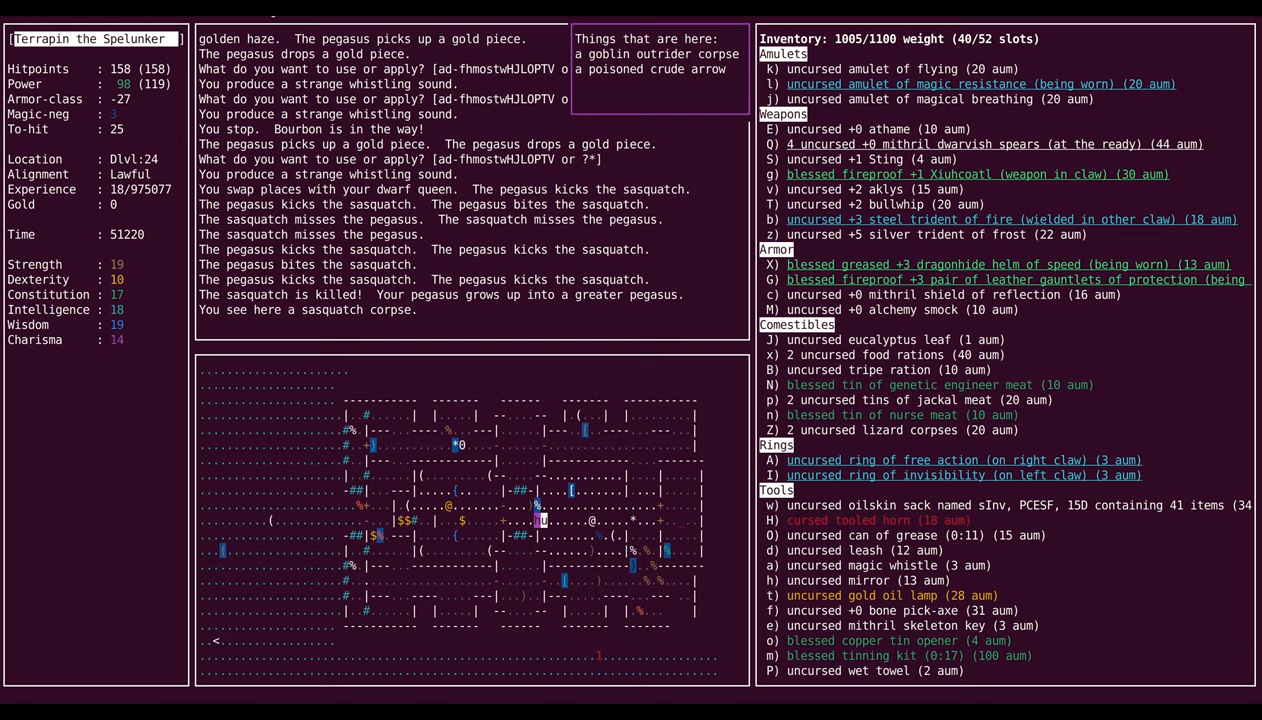 [Terrapin the Spelunker ]
Hitpoints : 158 (158)
Power : 98 (119)
Armor-class : -27
Magic-neg : 3
To-hit : 25
Location : Dlvl:24
Alignment : Lawful
Experience : 18/975077
Gold : 0
Time : 51220
Strength : 19
Dexterity : 10
Constitution : 17
Intelligence : 18
Wisdom : 19
Charisma : 14
golden haze.  The pegasus picks up a gold piece.
The pegasus drops a gold piece.
What do you want to use or apply? [ad-fhmostwHJLOPTV o
You produce a strange whistling sound.
What do you want to use or apply? [ad-fhmostwHJLOPTV o
You produce a strange whistling sound.
You stop.  Bourbon is in the way!
The pegasus picks up a gold piece.  The pegasus drops a gold piece.
What do you want to use or apply? [ad-fhmostwHJLOPTV or ?*]
You produce a strange whistling sound.
You swap places with your dwarf queen.  The pegasus kicks the sasquatch.
The pegasus kicks the sasquatch.  The pegasus bites the sasquatch.
The sasquatch misses the pegasus.  The sasquatch misses the pegasus.
The sasquatch misses the pegasus.
The pegasus kicks the sasquatch.  The pegasus kicks the sasquatch.
The pegasus bites the sasquatch.
The pegasus kicks the sasquatch.  The pegasus kicks the sasquatch.
The sasquatch is killed!  Your pegasus grows up into a greater pegasus.
You see here a sasquatch corpse.
Things that are here:
a goblin outrider corpse
a poisoned crude arrow
Inventory: 1005/1100 weight (40/52 slots)
Amulets
k) uncursed amulet of flying (20 aum)
l) uncursed amulet of magic resistance (being worn) (20 aum)
j) uncursed amulet of magical breathing (20 aum)
Weapons
E) uncursed +0 athame (10 aum)
Q) 4 uncursed +0 mithril dwarvish spears (at the ready) (44 aum)
S) uncursed +1 Sting (4 aum)
g) blessed fireproof +1 Xiuhcoatl (weapon in claw) (30 aum)
v) uncursed +2 aklys (15 aum)
T) uncursed +2 bullwhip (20 aum)
b) uncursed +3 steel trident of fire (wielded in other claw) (18 aum)
z) uncursed +5 silver trident of frost (22 aum)
Armor
X) blessed greased +3 dragonhide helm of speed (being worn) (13 aum)
G) blessed fireproof +3 pair of leather gauntlets of protection (being
c) uncursed +0 mithril shield of reflection (16 aum)
M) uncursed +0 alchemy smock (10 aum)
Comestibles
J) uncursed eucalyptus leaf (1 aum)
x) 2 uncursed food rations (40 aum)
B) uncursed tripe ration (10 aum)
N) blessed tin of genetic engineer meat (10 aum)
p) 2 uncursed tins of jackal meat (20 aum)
n) blessed tin of nurse meat (10 aum)
Z) 2 uncursed lizard corpses (20 aum)
Rings
A) uncursed ring of free action (on right claw) (3 aum)
I) uncursed ring of invisibility (on left claw) (3 aum)
Tools
w) uncursed oilskin sack named sInv, PCESF, 15D containing 41 items (34
H) cursed tooled horn (18 aum)
O) uncursed can of grease (0:11) (15 aum)
d) uncursed leash (12 aum)
a) uncursed magic whistle (3 aum)
h) uncursed mirror (13 aum)
t) uncursed gold oil lamp (28 aum)
f) uncursed +0 bone pick-axe (31 aum)
e) uncursed mithril skeleton key (3 aum)
o) blessed copper tin opener (4 aum)
m) blessed tinning kit (0:17) (100 aum)
P) uncursed wet towel (2 aum)